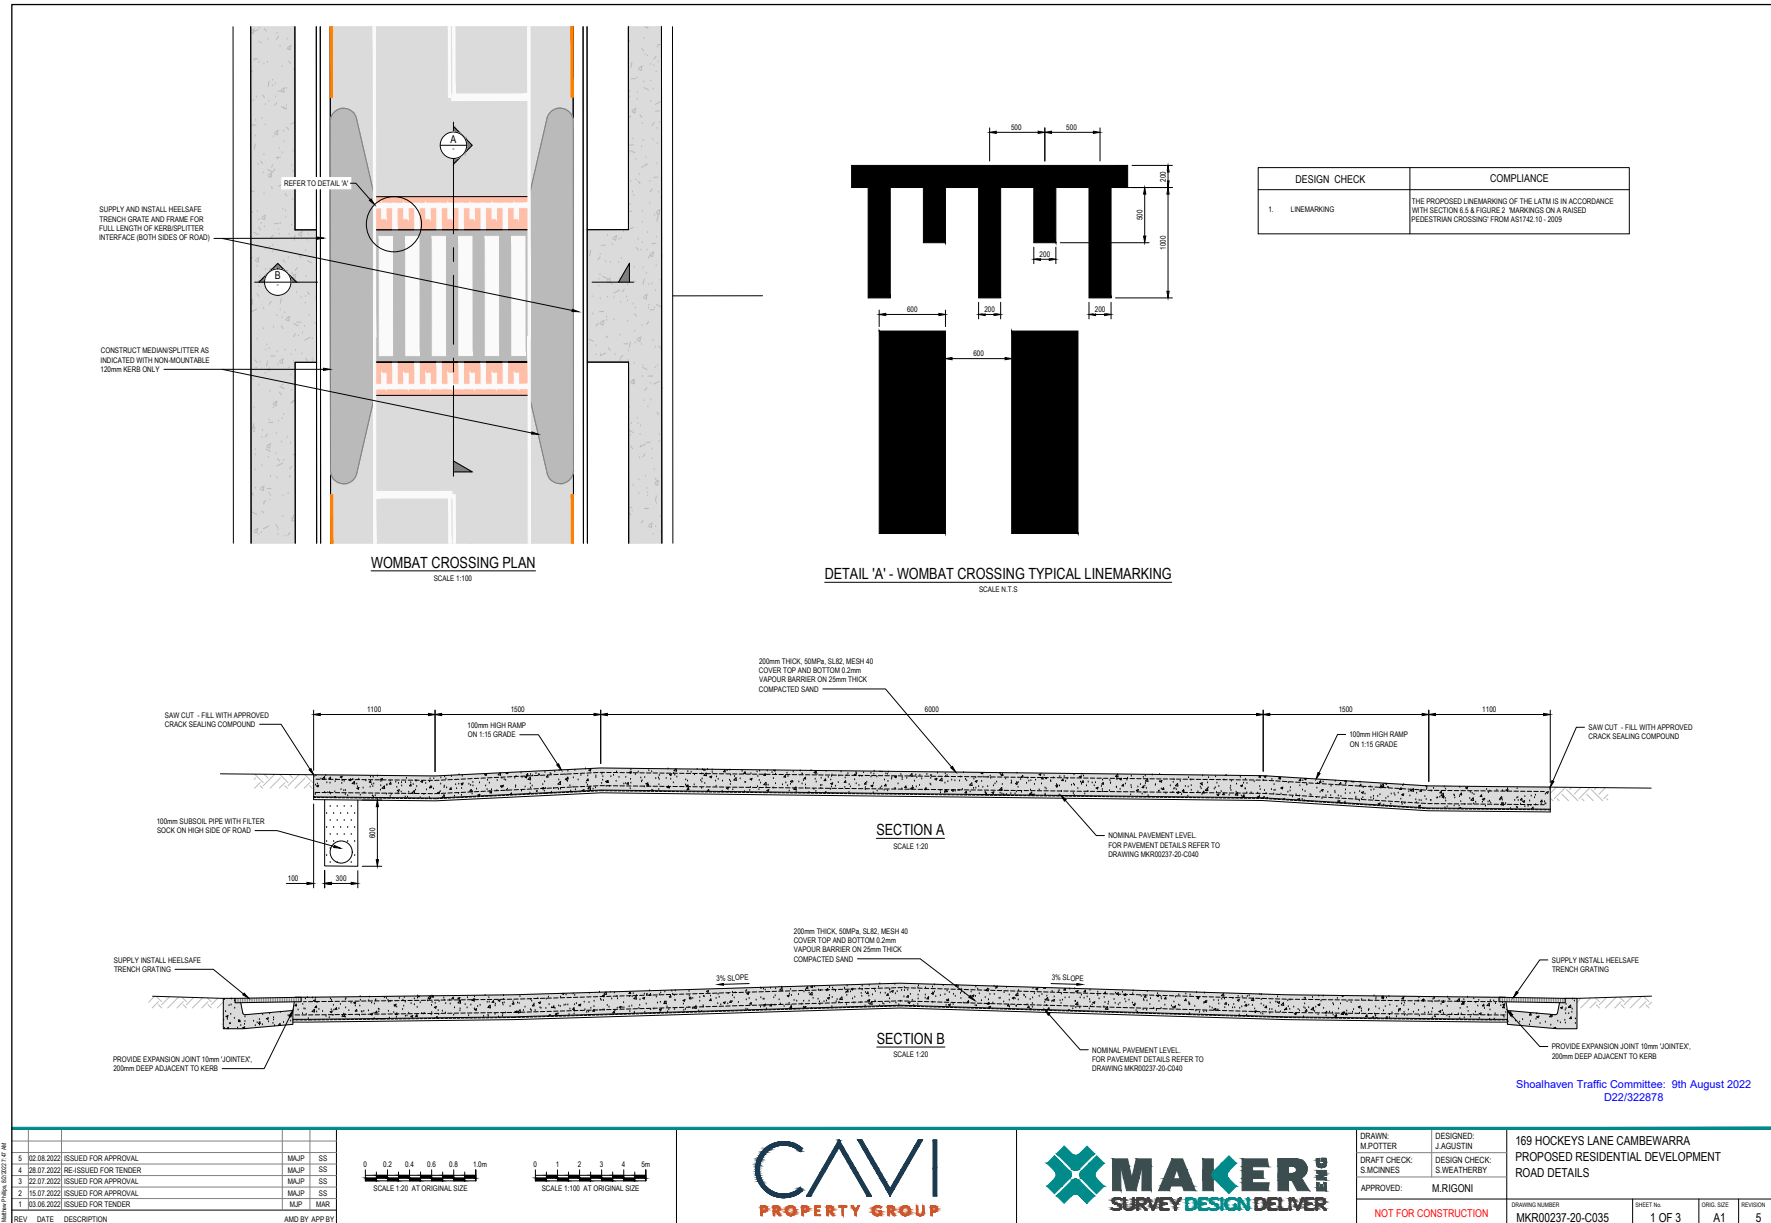 A
REFER TO DETAIL 'A'
SUPPLY AND INSTALL HEELSAFE
TRENCH GRATE AND FRAME FOR
FULL LENGTH OF KERB/SPLITTER
INTERFACE (BOTH SIDES OF ROAD)
B
CONSTRUCT MEDIAN/SPLITTER AS
INDICATED WITH NON-MOUNTABLE
120mm KERB ONLY
WOMBAT CROSSING PLAN
SCALE 1:100
500 500
200
500
1000
200
600 200 200
600
DETAIL 'A' - WOMBAT CROSSING TYPICAL LINEMARKING
SCALE N.T.S
DESIGN CHECK COMPLIANCE
1. LINEMARKING
THE PROPOSED LINEMARKING OF THE LATM IS IN ACCORDANCE
WITH SECTION 6.5 & FIGURE 2 'MARKINGS ON A RAISED
PEDESTRIAN CROSSING' FROM AS1742.10 - 2009
200mm THICK, 50MPa, SL82, MESH 40
COVER TOP AND BOTTOM 0.2mm
VAPOUR BARRIER ON 25mm THICK
COMPACTED SAND
SAW CUT - FILL WITH APPROVED
CRACK SEALING COMPOUND
1100 1500 6000 1500 1100
100mm HIGH RAMP
ON 1:15 GRADE
100mm HIGH RAMP
ON 1:15 GRADE
SAW CUT - FILL WITH APPROVED
CRACK SEALING COMPOUND
100mm SUBSOIL PIPE WITH FILTER
SOCK ON HIGH SIDE OF ROAD
600
100 300
SECTION A
SCALE 1:20
NOMINAL PAVEMENT LEVEL.
FOR PAVEMENT DETAILS REFER TO
DRAWING MKR00237-20-C040
200mm THICK, 50MPa, SL82, MESH 40
COVER TOP AND BOTTOM 0.2mm
VAPOUR BARRIER ON 25mm THICK
COMPACTED SAND
SUPPLY INSTALL HEELSAFE
TRENCH GRATING
3% SLOPE 3% SLOPE
SUPPLY INSTALL HEELSAFE
TRENCH GRATING
SECTION B
SCALE 1:20
PROVIDE EXPANSION JOINT 10mm 'JOINTEX',
200mm DEEP ADJACENT TO KERB
NOMINAL PAVEMENT LEVEL.
FOR PAVEMENT DETAILS REFER TO
DRAWING MKR00237-20-C040
PROVIDE EXPANSION JOINT 10mm 'JOINTEX',
200mm DEEP ADJACENT TO KERB
Shoalhaven Traffic Committee: 9th August 2022
D22/322878
5 02.08.2022 ISSUED FOR APPROVAL MAJP SS
4 28.07.2022 RE-ISSUED FOR TENDER MAJP SS
3 22.07.2022 ISSUED FOR APPROVAL MAJP SS
2 15.07.2022 ISSUED FOR APPROVAL MAJP SS
1 03.06.2022 ISSUED FOR TENDER MJP MAR
REV DATE DESCRIPTION AMD BY APP BY
0 0.2 0.4 0.6 0.8 1.0m
SCALE 1:20 AT ORIGINAL SIZE
0 1 2 3 4 5m
SCALE 1:100 AT ORIGINAL SIZE
CAVI
PROPERTY GROUP
MAKER ENG
SURVEY DESIGN DELIVER
DRAWN:
M.POTTER
DESIGNED:
J.AGUSTIN
DRAFT CHECK:
S.MCINNES
DESIGN CHECK:
S.WEATHERBY
APPROVED: M.RIGONI
NOT FOR CONSTRUCTION
169 HOCKEYS LANE CAMBEWARRA
PROPOSED RESIDENTIAL DEVELOPMENT
ROAD DETAILS
DRAWING NUMBER
MKR00237-20-C035
SHEET No.
1 OF 3
ORIG. SIZE
A1
REVISION
5